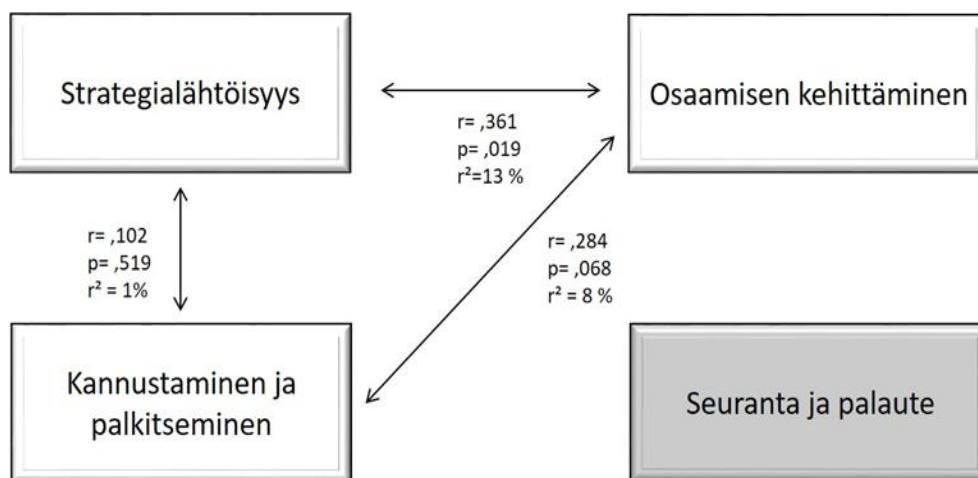 Strategialähtöisyys
Osaamisen kehittäminen
r= ,361
p= ,019
r²=13 %
r= ,102
p= ,519
r² = 1%
r= ,284
p= ,068
r² = 8 %
Kannustaminen ja
palkitseminen
Seuranta ja palaute